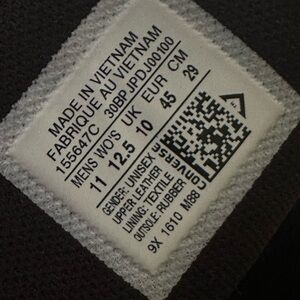 MADE IN VIETNAM
FABRIQUE AU VIETNAM
155647C 30BPJPDJ00100
MENS WO'S UK EUR CM
11 12.5 10 45 29
GENDER: UNISEX
UPPER: LEATHER
LINING: TEXTILE
OUTSOLE: RUBBER
9X 1610 M88